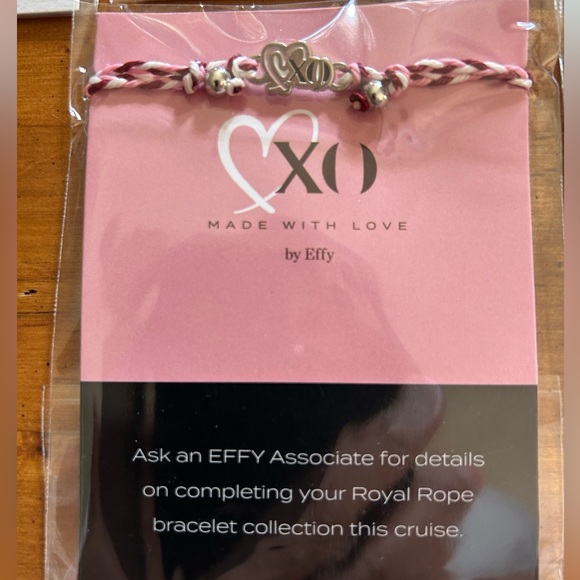 XO
XO
MADE WITH LOVE
by Effy
Ask an EFFY Associate for details
on completing your Royal Rope
bracelet collection this cruise.